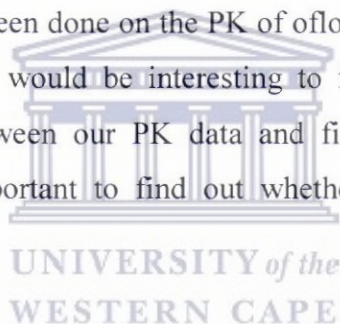 een done on the PK of oflo
would be interesting to
ween our PK data and fi
portant to find out whethe
UNIVERSITY of the
WESTERN CAPE